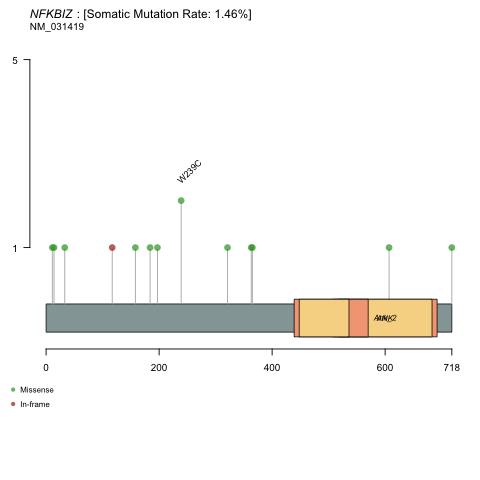 NFKBIZ : [Somatic Mutation Rate: 1.46%]
NM_031419
5
W239C
1
0 200 400 600 718
Missense
In-frame